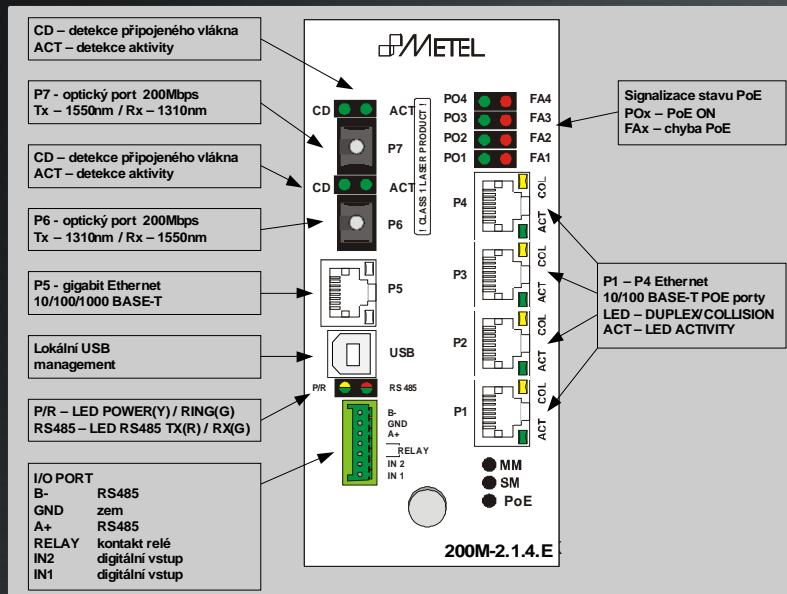 CD – detekce připojeného vlákna
ACT – detekce aktivity
P7 - optický port 200Mbps
Tx – 1550nm / Rx – 1310nm
CD – detekce připojeného vlákna
ACT – detekce aktivity
P6 - optický port 200Mbps
Tx – 1310nm / Rx – 1550nm
P5 - gigabit Ethernet
10/100/1000 BASE-T
Lokální USB
management
P/R – LED POWER(Y) / RING(G)
RS485 – LED RS485 TX(R) / RX(G)
I/O PORT
B- RS485
GND zem
A+ RS485
RELAY kontakt relé
IN2 digitální vstup
IN1 digitální vstup
METEL
CD ACT
P7
CD ACT
P6
! CLASS 1 LASER PRODUCT !
P5
USB
P/R RS 485
B-
GND
A+
RELAY
IN 2
IN 1
PO4 FA4
PO3 FA3
PO2 FA2
PO1 FA1
P4 COL
ACT
P3 COL
ACT
P2 COL
ACT
P1 COL
ACT
MM
SM
PoE
200M-2.1.4.E
Signalizace stavu PoE
POx – PoE ON
FAx – chyba PoE
P1 – P4 Ethernet
10/100 BASE-T POE porty
LED – DUPLEX/COLLISION
ACT – LED ACTIVITY